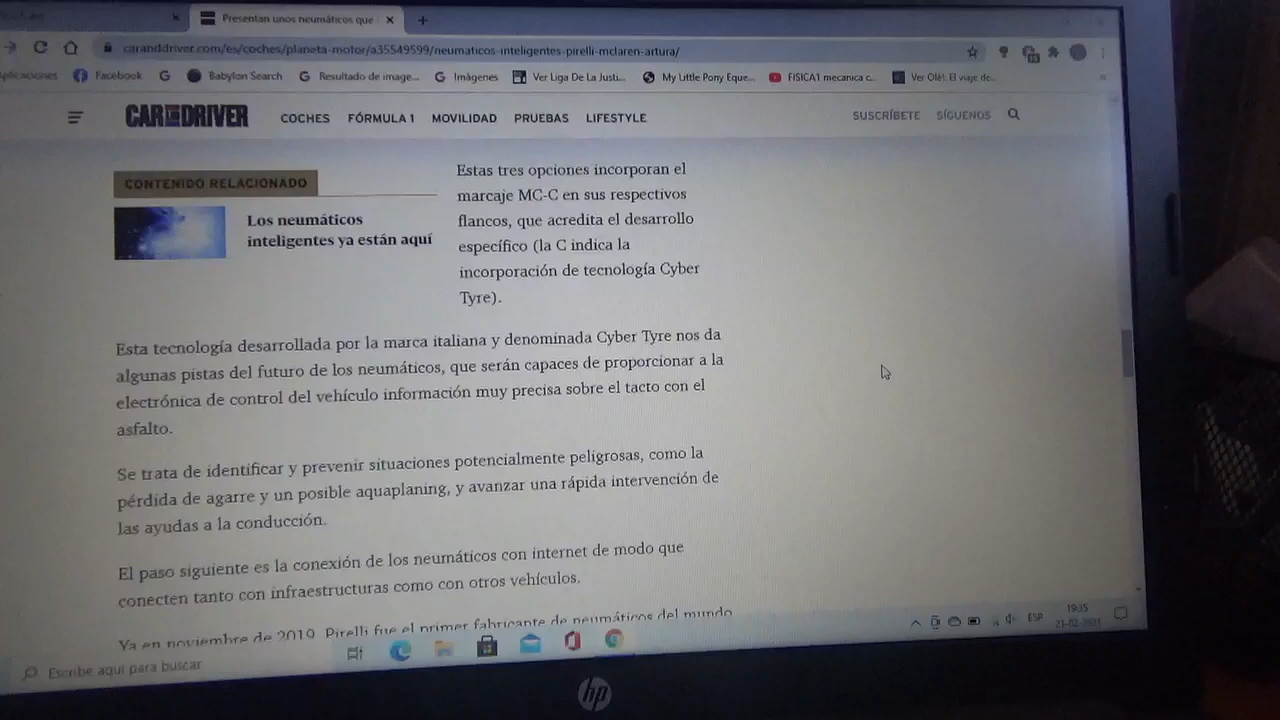 Presentan unos neumáticos que
caranddriver.com/es/coches/planeta-motor/a35549599/neumaticos-inteligentes-pirelli-mclaren-artura/
Aplicaciones Facebook G Babylon Search Resultado de image... Imágenes Ver Liga De La Justi... My Little Pony Eque... FISICA1 mecanica c... Ver Olé!: El viaje de...
CAR AND DRIVER COCHES FÓRMULA 1 MOVILIDAD PRUEBAS LIFESTYLE SUSCRÍBETE SÍGUENOS
CONTENIDO RELACIONADO
Los neumáticos
inteligentes ya están aquí
Estas tres opciones incorporan el
marcaje MC-C en sus respectivos
flancos, que acredita el desarrollo
específico (la C indica la
incorporación de tecnología Cyber
Tyre).
Esta tecnología desarrollada por la marca italiana y denominada Cyber Tyre nos da
algunas pistas del futuro de los neumáticos, que serán capaces de proporcionar a la
electrónica de control del vehículo información muy precisa sobre el tacto con el
asfalto.
Se trata de identificar y prevenir situaciones potencialmente peligrosas, como la
pérdida de agarre y un posible aquaplaning, y avanzar una rápida intervención de
las ayudas a la conducción.
El paso siguiente es la conexión de los neumáticos con internet de modo que
conecten tanto con infraestructuras como con otros vehículos.
Ya en noviembre de 2019, Pirelli fue el primer fabricante de neumáticos del mundo
Escribe aquí para buscar
ESP
19:35
21-02-2021
hp